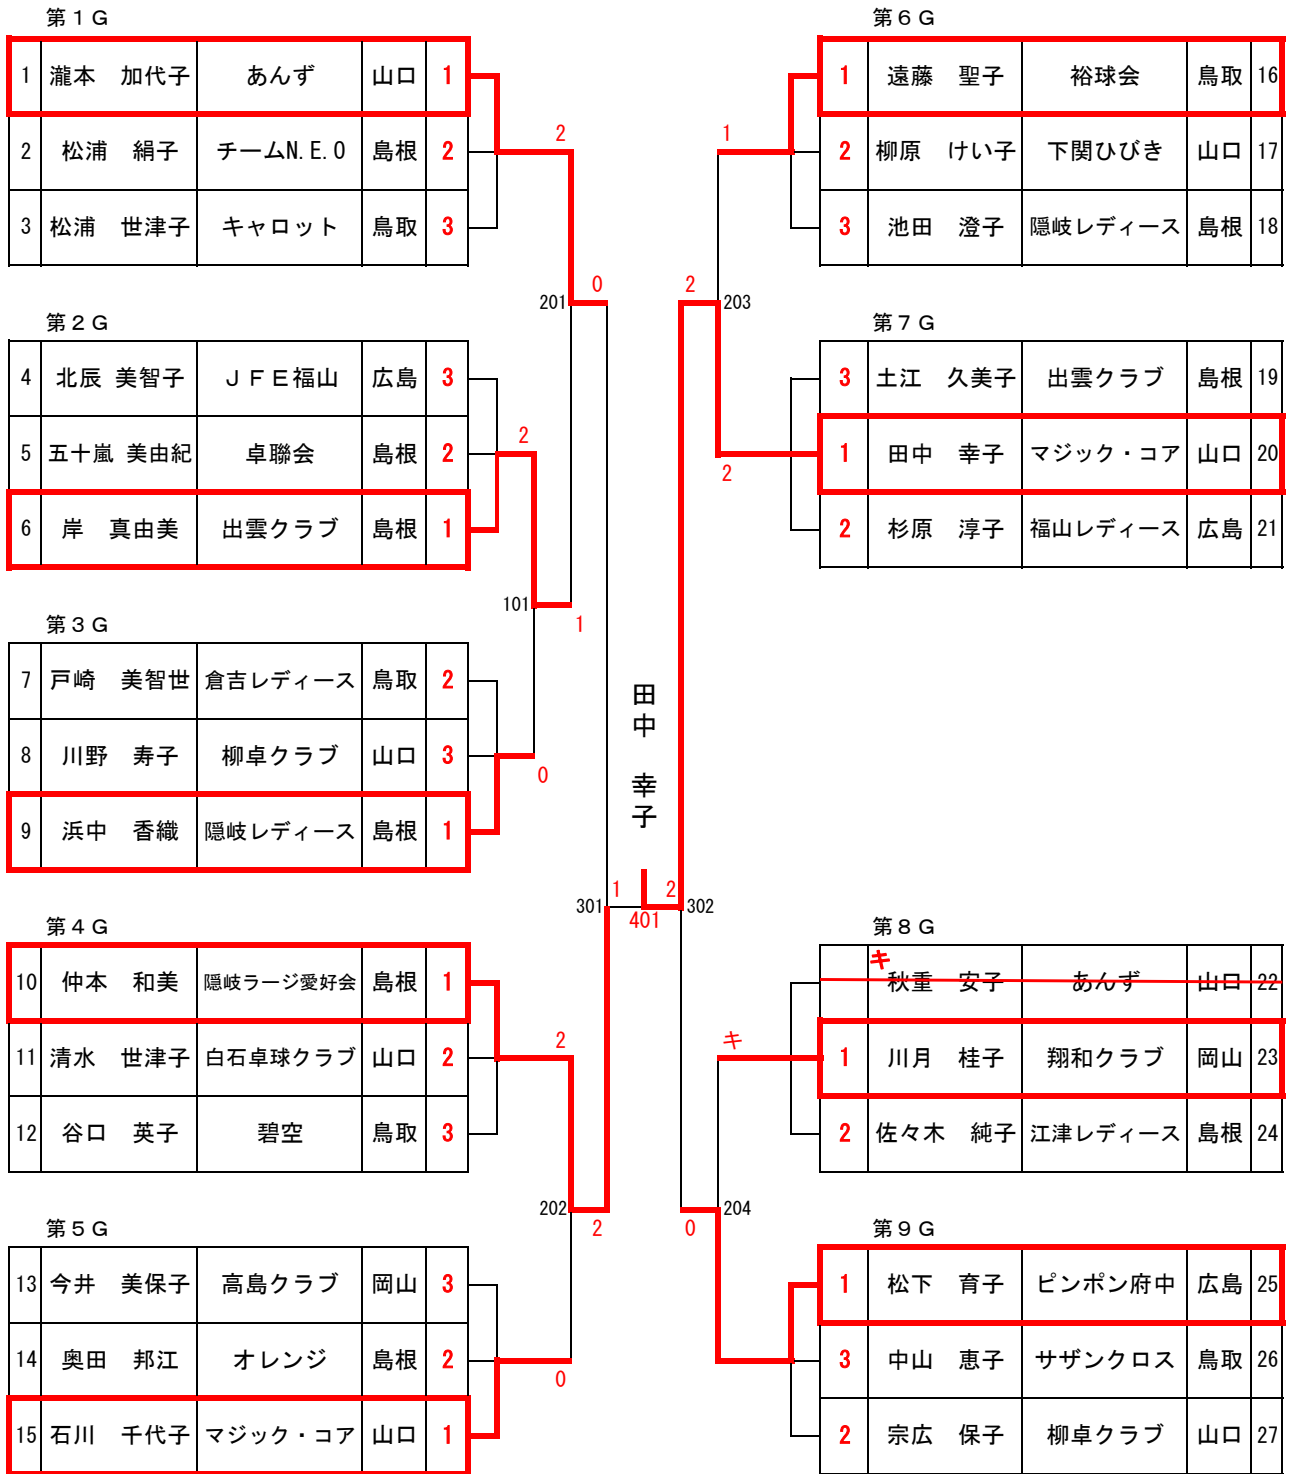 第１Ｇ
1 瀧本　加代子 あんず 山口 1
2 松浦　絹子 チームN.E.O 島根 2
3 松浦　世津子 キャロット 鳥取 3
2
0
201
第２Ｇ
4 北辰 美智子 ＪＦＥ福山 広島 3
5 五十嵐 美由紀 卓聯会 島根 2
6 岸　真由美 出雲クラブ 島根 1
2
101
1
第３Ｇ
7 戸崎　美智世 倉吉レディース 鳥取 2
8 川野　寿子 柳卓クラブ 山口 3
9 浜中　香織 隠岐レディース 島根 1
0
田中　幸子
301
1
2
401
302
第４Ｇ
10 仲本　和美 隠岐ラージ愛好会 島根 1
11 清水　世津子 白石卓球クラブ 山口 2
12 谷口　英子 碧空 鳥取 3
2
202
2
第５Ｇ
13 今井　美保子 高島クラブ 岡山 3
14 奥田　邦江 オレンジ 島根 2
15 石川　千代子 マジック・コア 山口 1
0
第６Ｇ
1 遠藤　聖子 裕球会 鳥取 16
2 柳原　けい子 下関ひびき 山口 17
3 池田　澄子 隠岐レディース 島根 18
1
2
203
第７Ｇ
3 土江　久美子 出雲クラブ 島根 19
1 田中　幸子 マジック・コア 山口 20
2 杉原　淳子 福山レディース 広島 21
2
第８Ｇ
キ
秋重　安子 あんず 山口 22
1 川月　桂子 翔和クラブ 岡山 23
2 佐々木　純子 江津レディース 島根 24
キ
204
0
第９Ｇ
1 松下　育子 ピンポン府中 広島 25
3 中山　恵子 サザンクロス 鳥取 26
2 宗広　保子 柳卓クラブ 山口 27